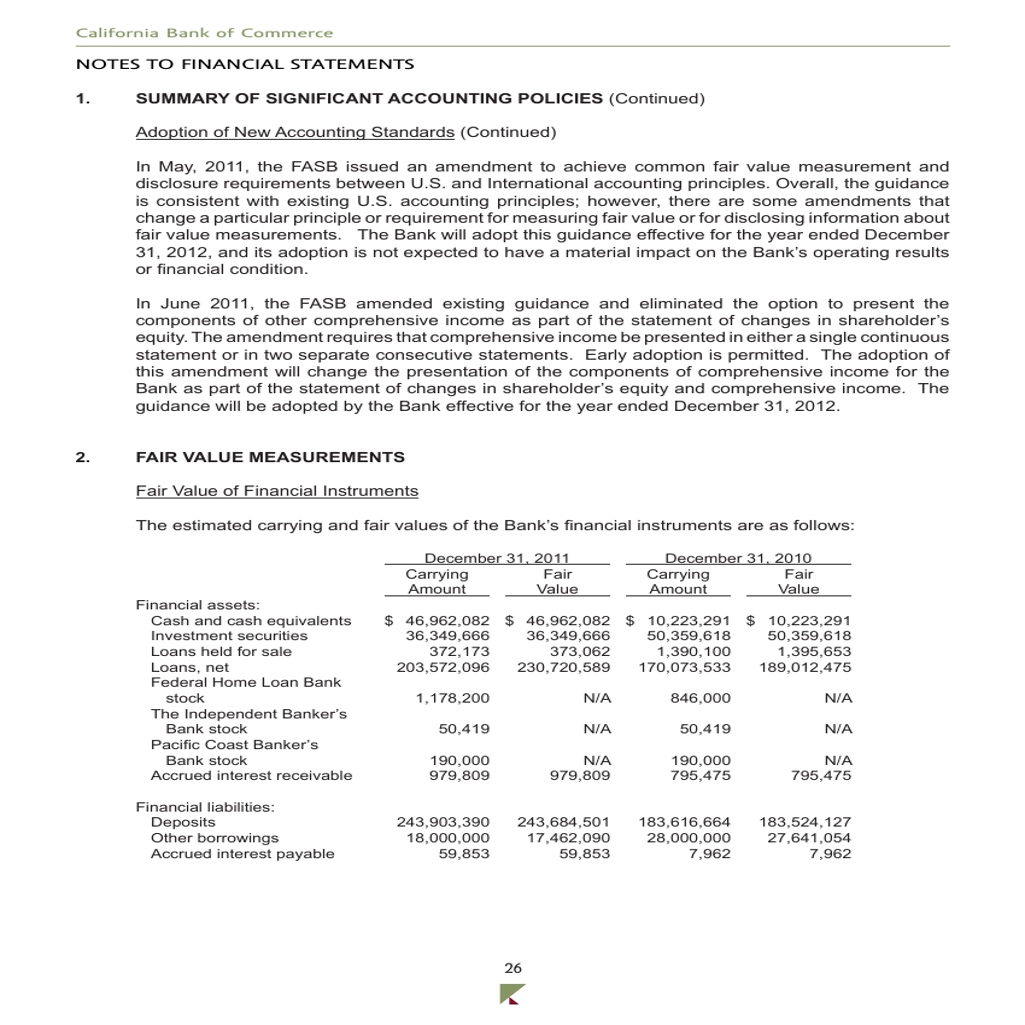 California Bank of Commerce
NOTES TO FINANCIAL STATEMENTS
1. SUMMARY OF SIGNIFICANT ACCOUNTING POLICIES (Continued)
Adoption of New Accounting Standards (Continued)
In May, 2011, the FASB issued an amendment to achieve common fair value measurement and
disclosure requirements between U.S. and International accounting principles. Overall, the guidance
is consistent with existing U.S. accounting principles; however, there are some amendments that
change a particular principle or requirement for measuring fair value or for disclosing information about
fair value measurements. The Bank will adopt this guidance effective for the year ended December
31, 2012, and its adoption is not expected to have a material impact on the Bank's operating results
or financial condition.
In June 2011, the FASB amended existing guidance and eliminated the option to present the
components of other comprehensive income as part of the statement of changes in shareholder's
equity. The amendment requires that comprehensive income be presented in either a single continuous
statement or in two separate consecutive statements. Early adoption is permitted. The adoption of
this amendment will change the presentation of the components of comprehensive income for the
Bank as part of the statement of changes in shareholder's equity and comprehensive income. The
guidance will be adopted by the Bank effective for the year ended December 31, 2012.
2. FAIR VALUE MEASUREMENTS
Fair Value of Financial Instruments
The estimated carrying and fair values of the Bank's financial instruments are as follows:
December 31, 2011 December 31, 2010
Carrying Fair Carrying Fair
Amount Value Amount Value
Financial assets:
Cash and cash equivalents $ 46,962,082 $ 46,962,082 $ 10,223,291 $ 10,223,291
Investment securities 36,349,666 36,349,666 50,359,618 50,359,618
Loans held for sale 372,173 373,062 1,390,100 1,395,653
Loans, net 203,572,096 230,720,589 170,073,533 189,012,475
Federal Home Loan Bank
stock 1,178,200 N/A 846,000 N/A
The Independent Banker's
Bank stock 50,419 N/A 50,419 N/A
Pacific Coast Banker's
Bank stock 190,000 N/A 190,000 N/A
Accrued interest receivable 979,809 979,809 795,475 795,475
Financial liabilities:
Deposits 243,903,390 243,684,501 183,616,664 183,524,127
Other borrowings 18,000,000 17,462,090 28,000,000 27,641,054
Accrued interest payable 59,853 59,853 7,962 7,962
26